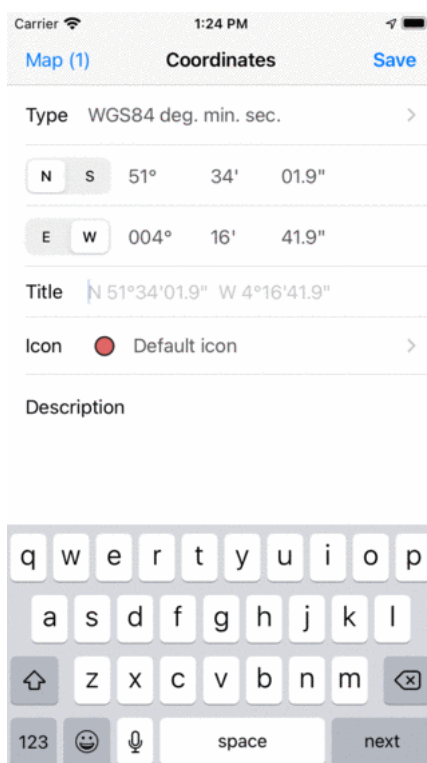 Carrier 1:24 PM
Map (1) Coordinates Save
Type WGS84 deg. min. sec.
N S 51° 34' 01.9"
E W 004° 16' 41.9"
Title N 51°34'01.9" W 4°16'41.9"
Icon Default icon
Description
q w e r t y u i o p
a s d f g h j k l
z x c v b n m
123 space next